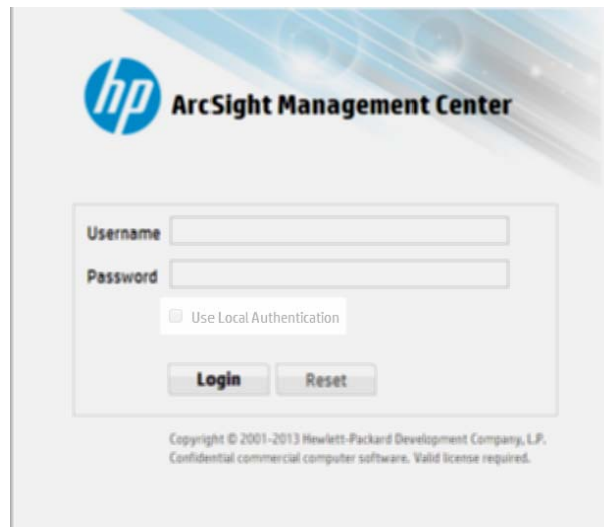 hp ArcSight Management Center
Username
Password
Use Local Authentication
Login Reset
Copyright © 2001-2013 Hewlett-Packard Development Company, L.P.
Confidential commercial computer software. Valid license required.